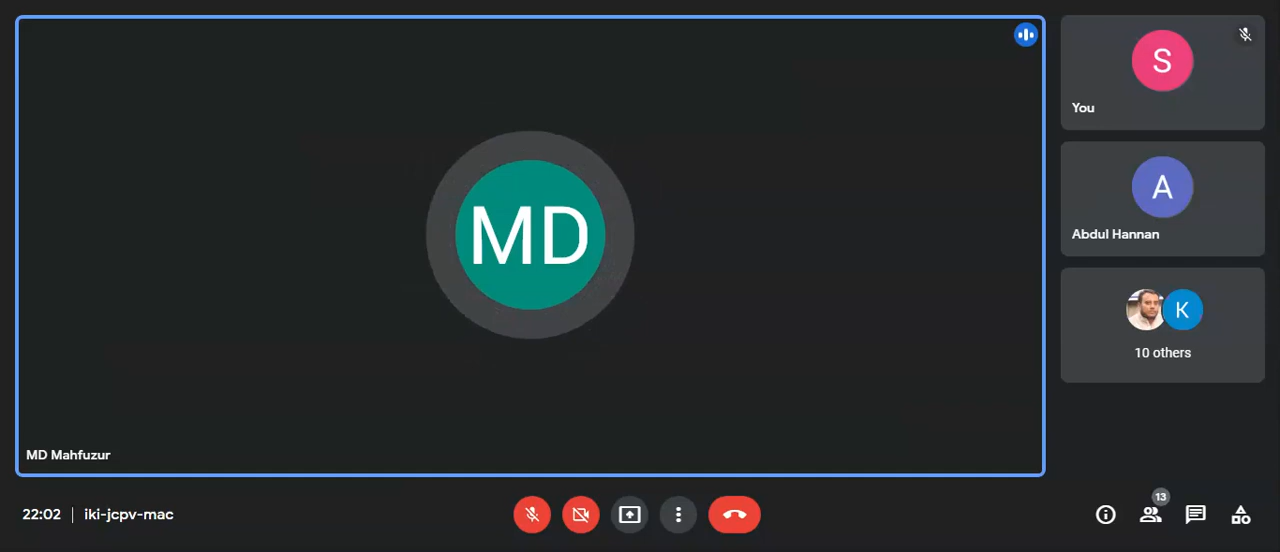 MD
MD Mahfuzur
S
You
A
Abdul Hannan
K
10 others
22:02 | iki-jcpv-mac
13